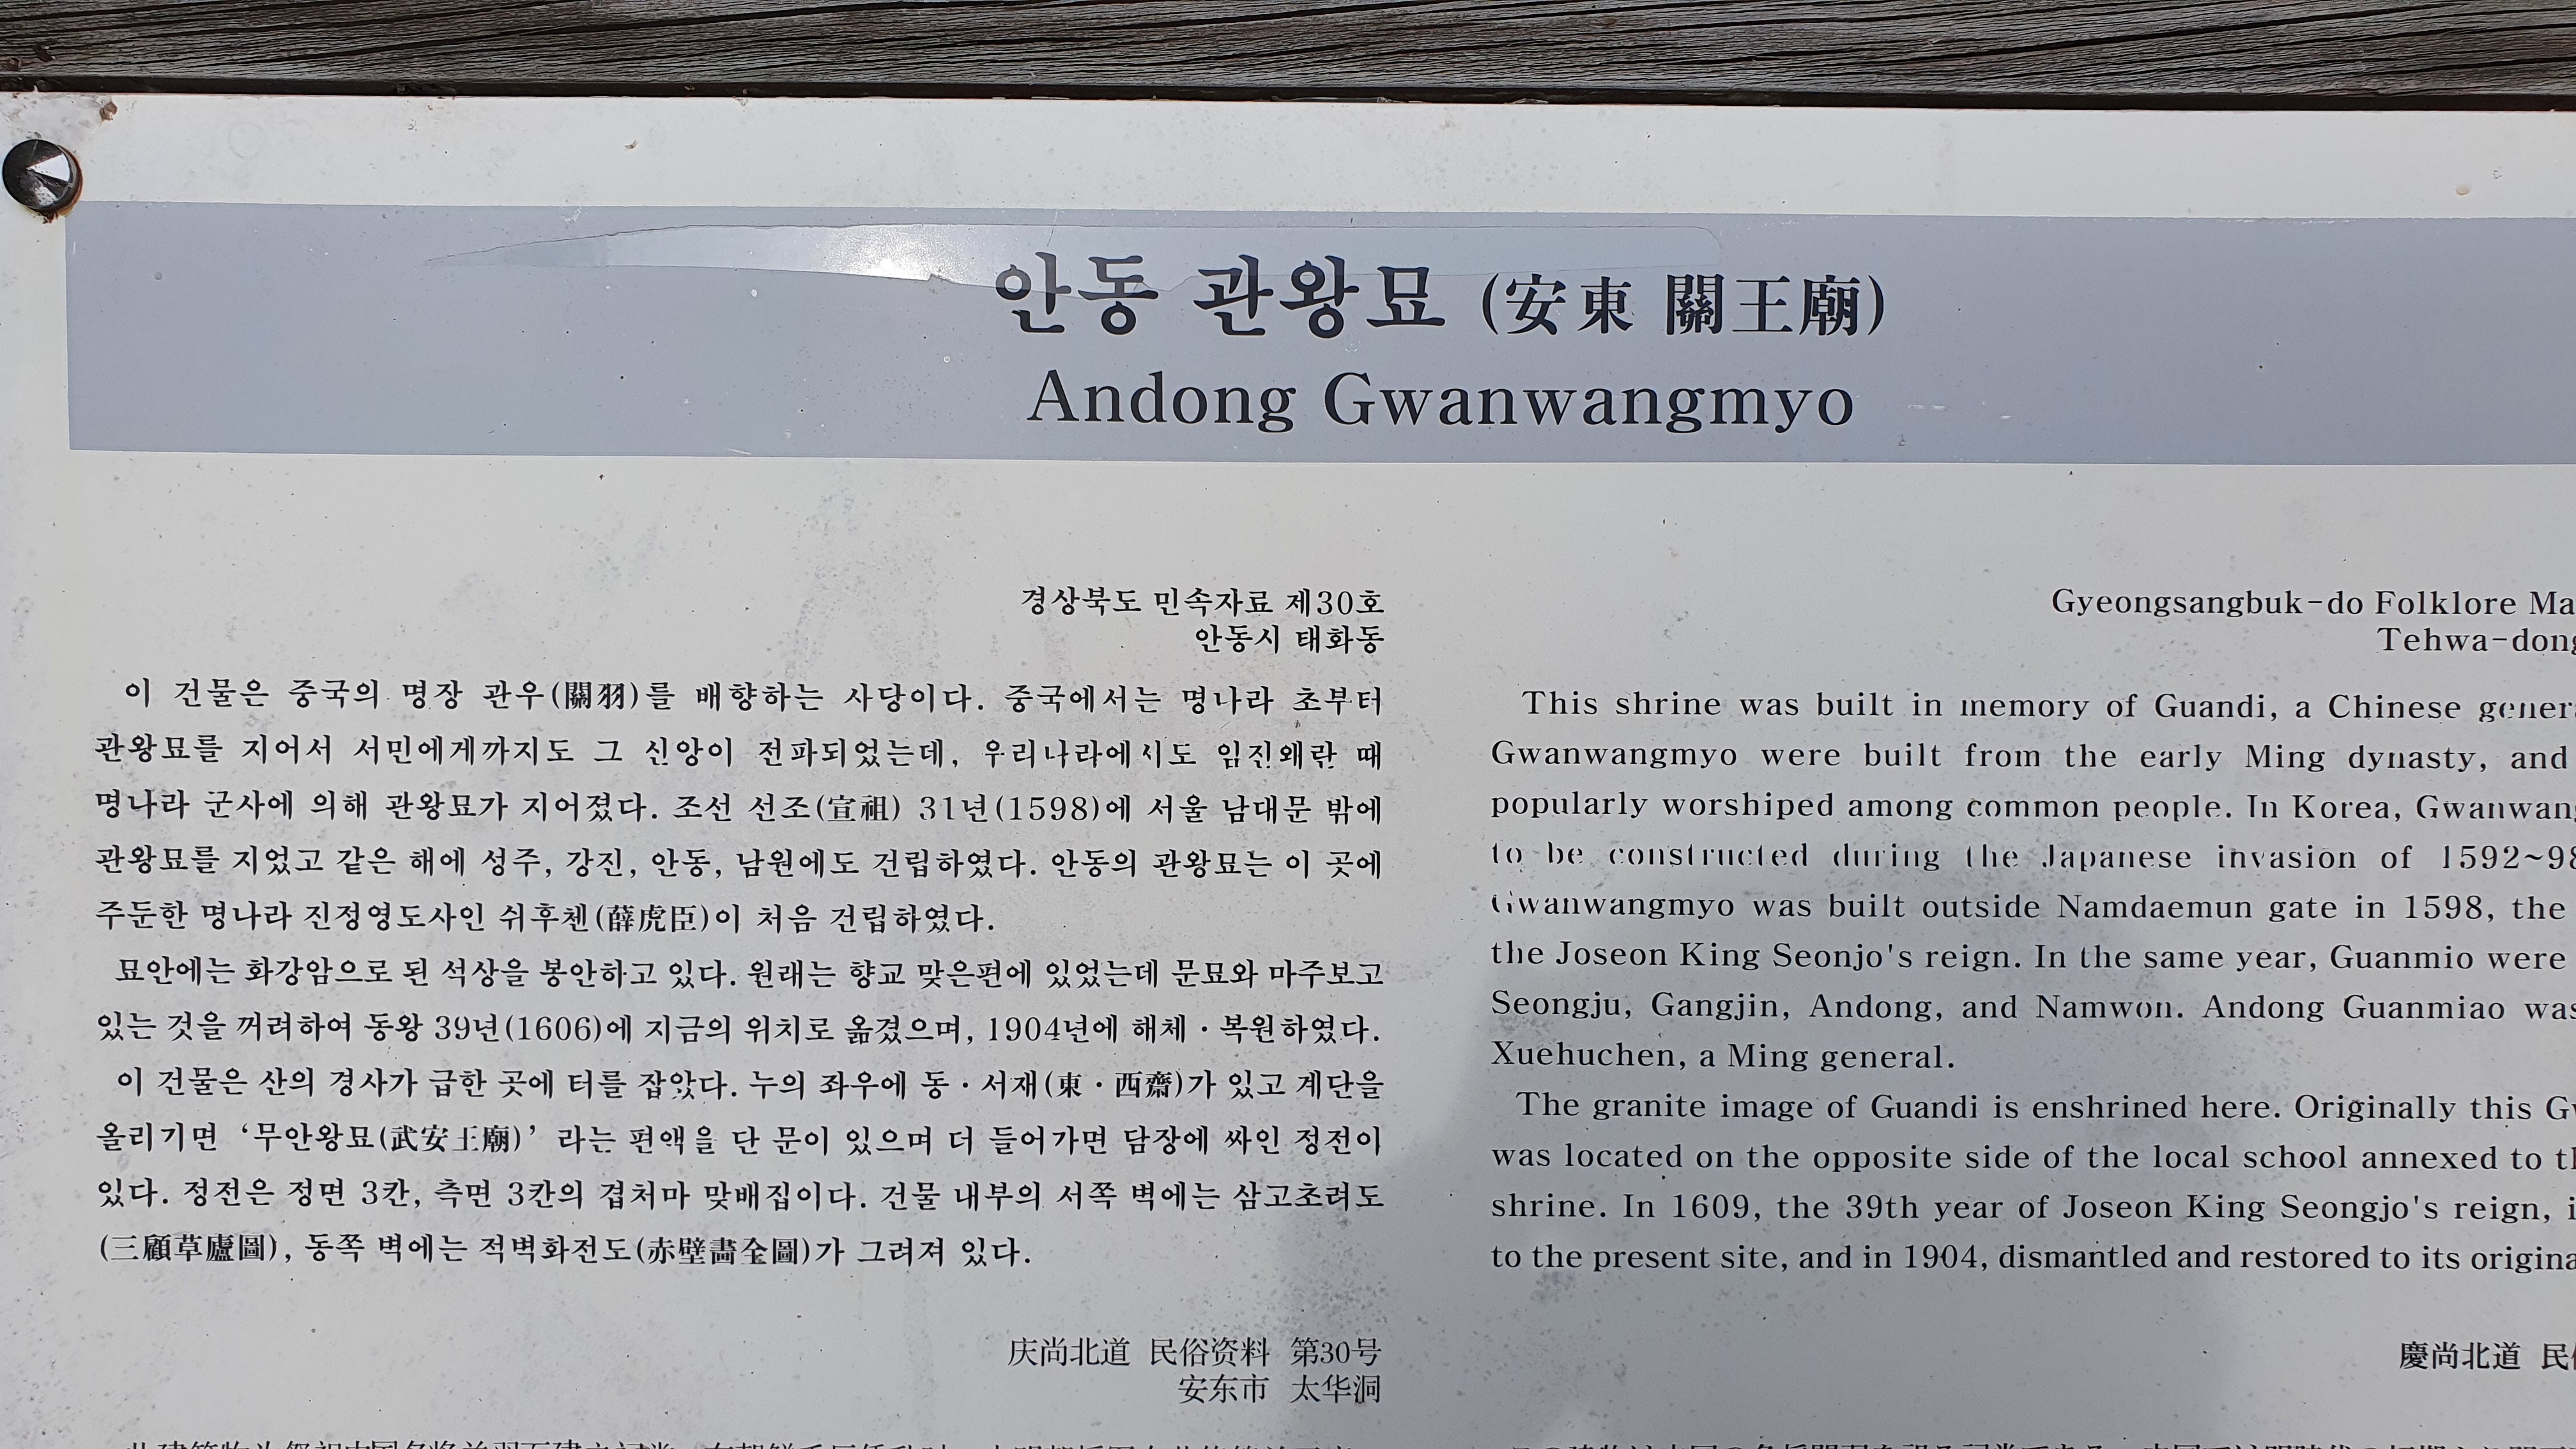 안동 관왕묘 (安東 關王廟)
Andong Gwanwangmyo
경상북도 민속자료 제30호
안동시 태화동
이 건물은 중국의 명장 관우(關羽)를 배향하는 사당이다. 중국에서는 명나라 초부터
관왕묘를 지어서 서민에게까지도 그 신앙이 전파되었는데, 우리나라에서도 임진왜란 때
명나라 군사에 의해 관왕묘가 지어졌다. 조선 선조(宣祖) 31년(1598)에 서울 남대문 밖에
관왕묘를 지었고 같은 해에 성주, 강진, 안동, 남원에도 건립하였다. 안동의 관왕묘는 이 곳에
주둔한 명나라 진정영도사인 쉬후첸(薛虎臣)이 처음 건립하였다.
묘안에는 화강암으로 된 석상을 봉안하고 있다. 원래는 향교 맞은편에 있었는데 문묘와 마주보고
있는 것을 꺼려하여 동왕 39년(1606)에 지금의 위치로 옮겼으며, 1904년에 해체·복원하였다.
이 건물은 산의 경사가 급한 곳에 터를 잡았다. 누의 좌우에 동·서재(東·西齋)가 있고 계단을
올리기면 ‘무안왕묘(武安王廟)’ 라는 편액을 단 문이 있으며 더 들어가면 담장에 싸인 정전이
있다. 정전은 정면 3칸, 측면 3칸의 겹처마 맞배집이다. 건물 내부의 서쪽 벽에는 삼고초려도
(三顧草廬圖), 동쪽 벽에는 적벽화전도(赤壁畵全圖)가 그려져 있다.
Gyeongsangbuk-do Folklore
Tehwa-dong
This shrine was built in memory of Guandi, a Chinese
Gwanwangmyo were built from the early Ming dynasty, and
popularly worshiped among common people. In Korea,
to be constructed during the Japanese invasion of 1592~98
Gwanwangmyo was built outside Namdaemun gate in 1598, the
the Joseon King Seonjo's reign. In the same year, Guanmio were
Seongju, Gangjin, Andong, and Namwon. Andong Guanmiao was
Xuehuchen, a Ming general.
The granite image of Guandi is enshrined here. Originally this
was located on the opposite side of the local school annexed to
shrine. In 1609, the 39th year of Joseon King Seongjo's reign,
to the present site, and in 1904, dismantled and restored to its
庆尚北道 民俗资料 第30号
安东市 太华洞
慶尚北道